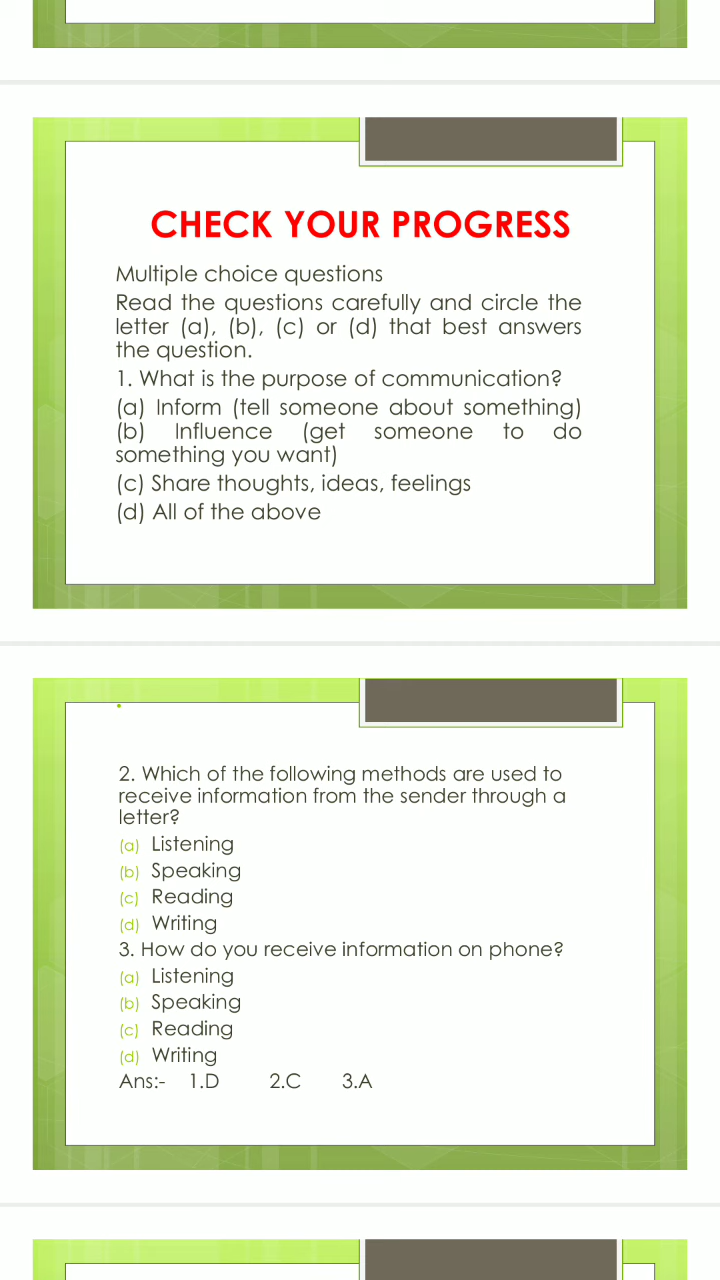 CHECK YOUR PROGRESS
Multiple choice questions
Read the questions carefully and circle the
letter (a), (b), (c) or (d) that best answers
the question.
1. What is the purpose of communication?
(a) Inform (tell someone about something)
(b) Influence (get someone to do
something you want)
(c) Share thoughts, ideas, feelings
(d) All of the above
2. Which of the following methods are used to
receive information from the sender through a
letter?
(a) Listening
(b) Speaking
(c) Reading
(d) Writing
3. How do you receive information on phone?
(a) Listening
(b) Speaking
(c) Reading
(d) Writing
Ans:- 1.D 2.C 3.A